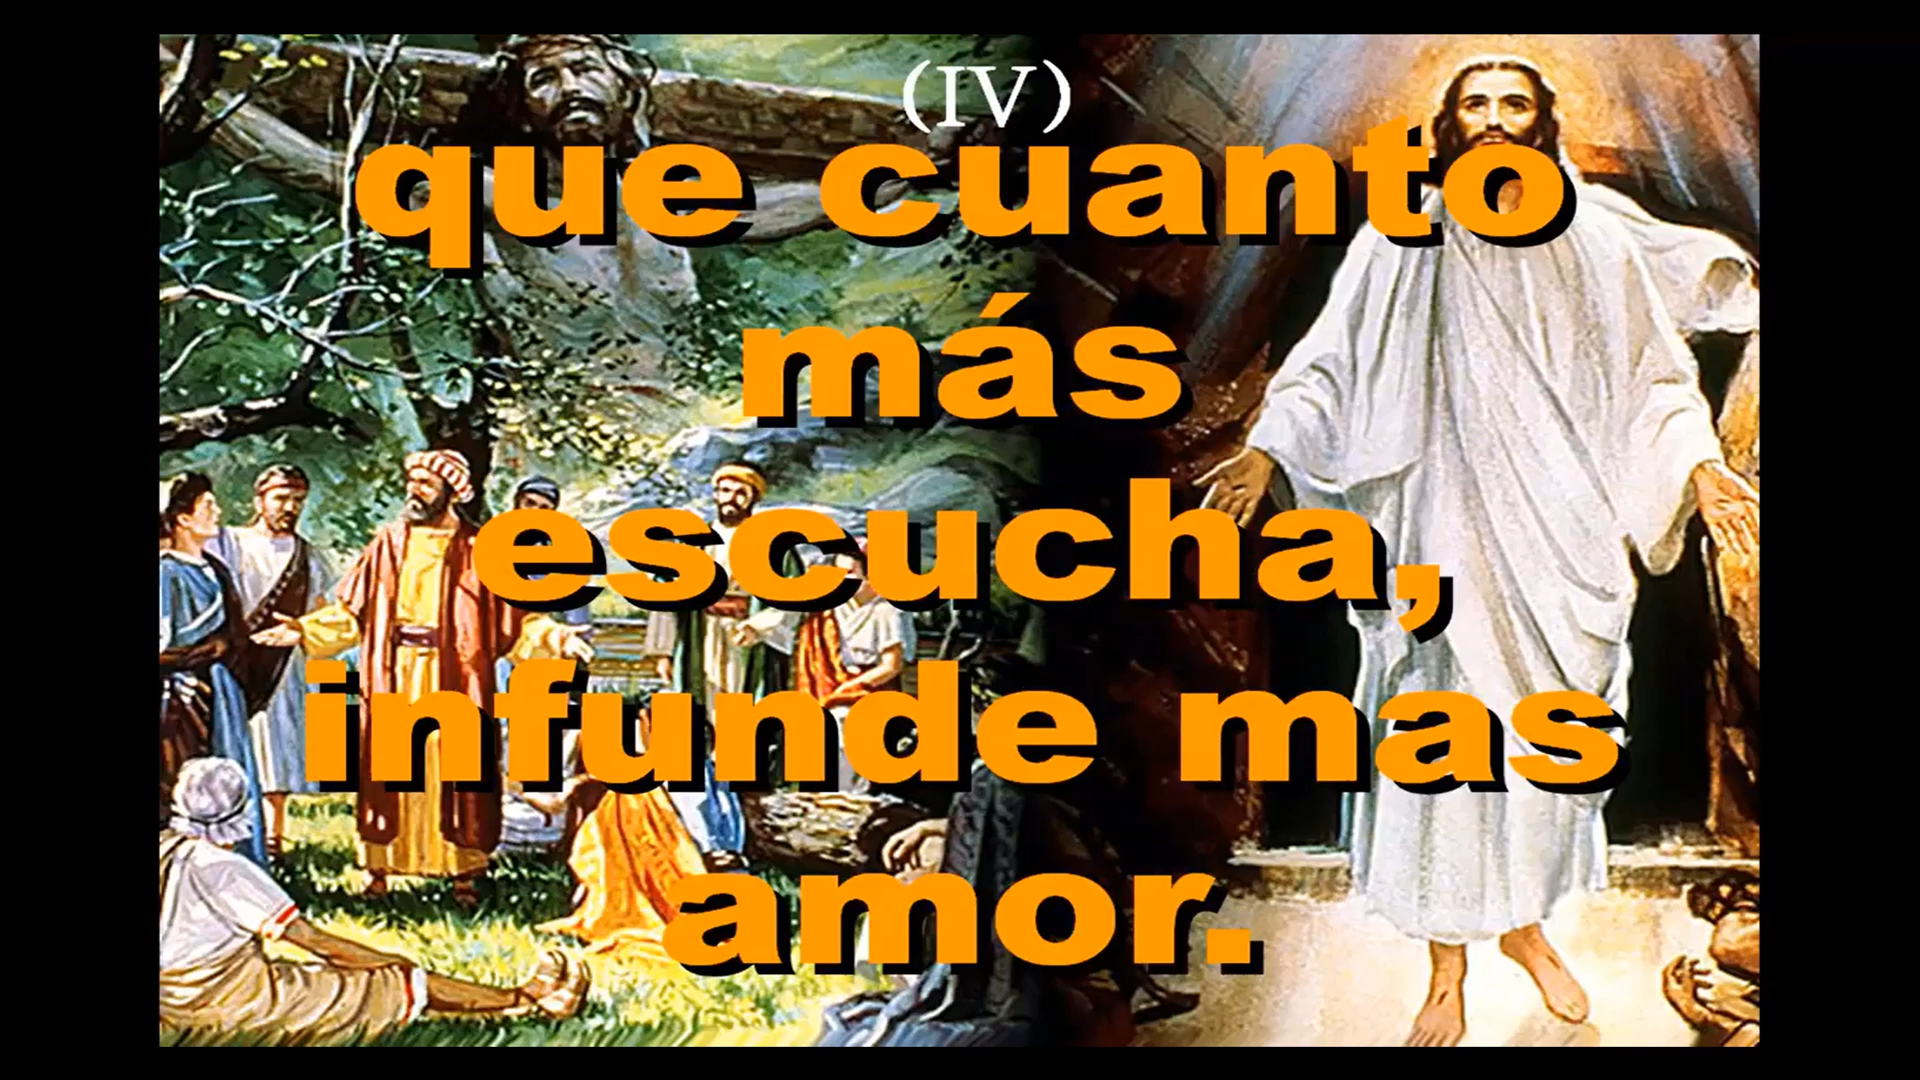 (IV)
que cuanto
más
escucha,
infunde mas
amor.